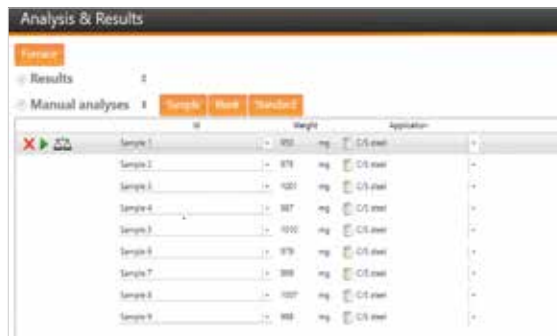 Analysis & Results
Furnace
Results
Manual analyses Sample Blank Standard
Id Weight Application
Sample 1 950 mg C/S steel
Sample 2 975 mg C/S steel
Sample 3 1001 mg C/S steel
Sample 4 987 mg C/S steel
Sample 5 1010 mg C/S steel
Sample 6 979 mg C/S steel
Sample 7 mg C/S steel
Sample 8 1007 mg C/S steel
Sample 9 mg C/S steel